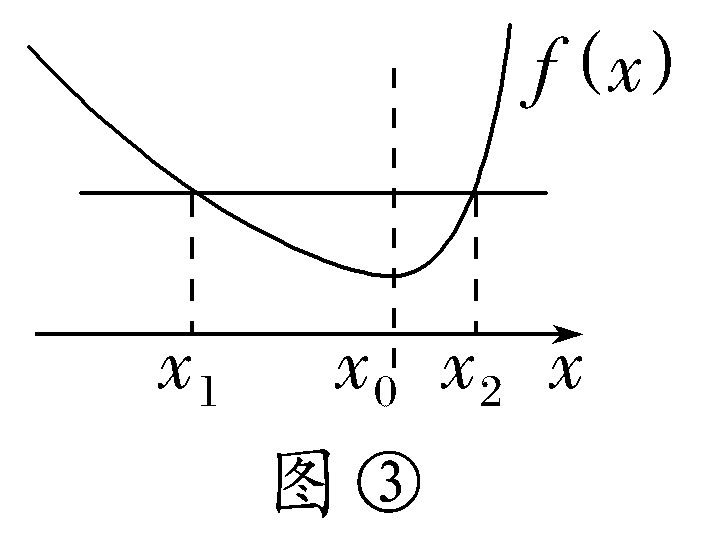 f(x)
x₁ x₀ x₂ x
图③